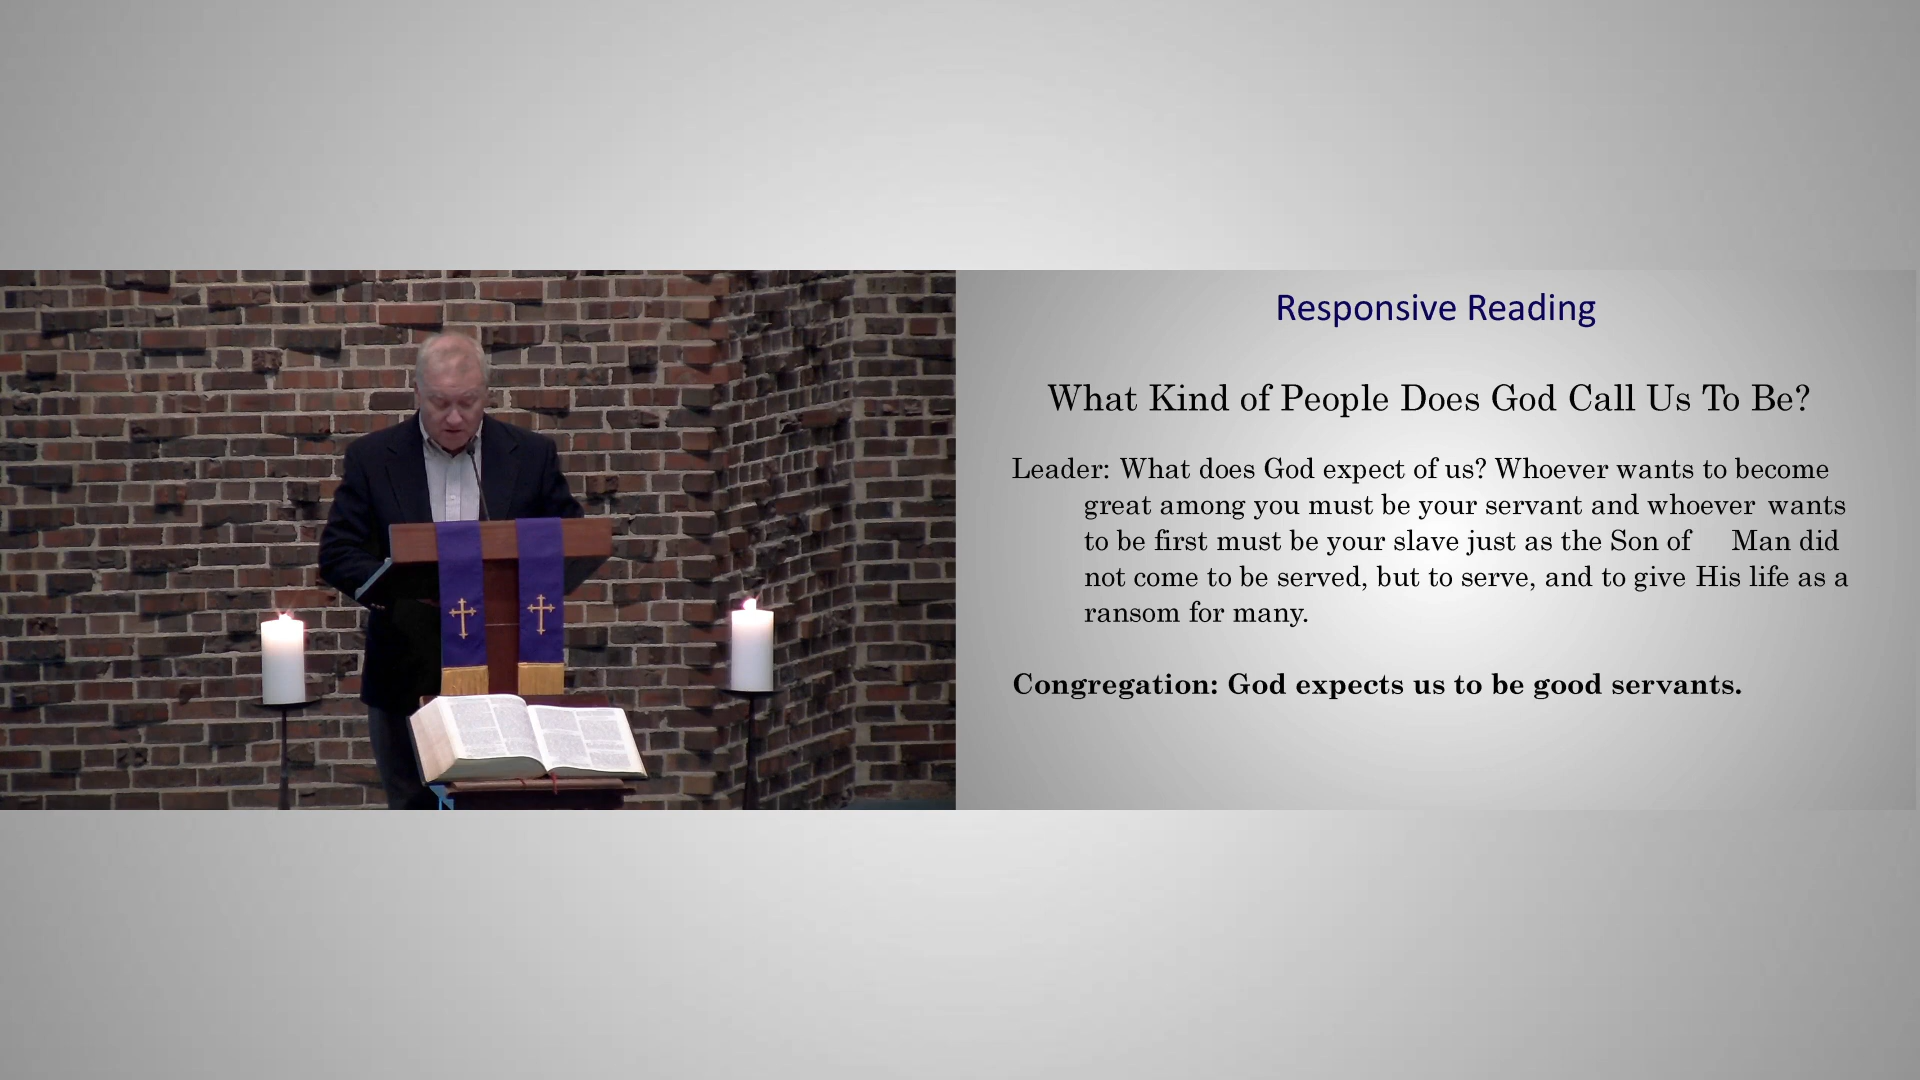 Responsive Reading
What Kind of People Does God Call Us To Be?
Leader: What does God expect of us? Whoever wants to become
great among you must be your servant and whoever wants
to be first must be your slave just as the Son of Man did
not come to be served, but to serve, and to give His life as a
ransom for many.
Congregation: God expects us to be good servants.